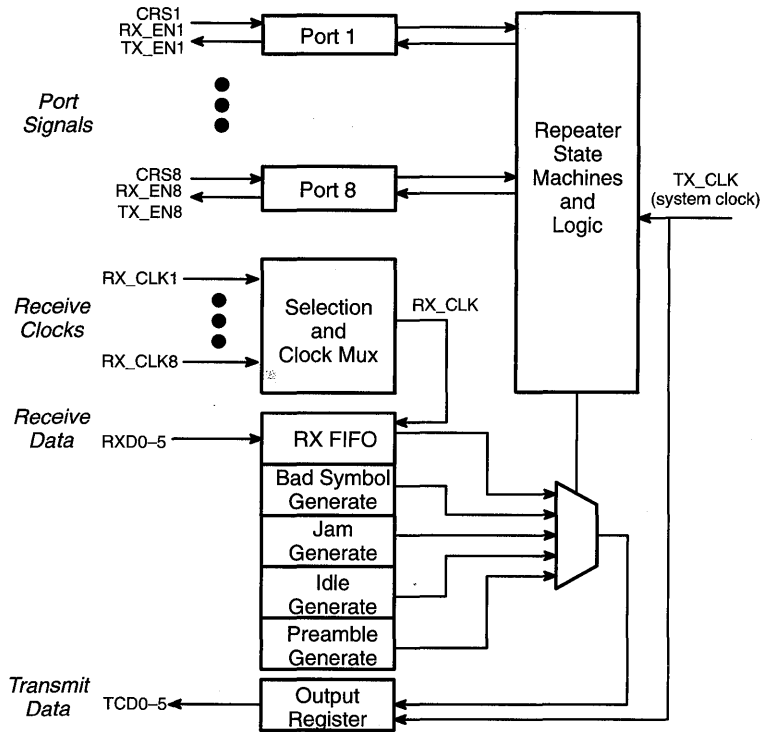 CRS1
RX_EN1
TX_EN1
Port 1
Port
Signals
CRS8
RX_EN8
TX_EN8
Port 8
Repeater
State
Machines
and
Logic
TX_CLK
(system clock)
Receive
Clocks
RX_CLK1
RX_CLK8
Selection
and
Clock Mux
RX_CLK
Receive
Data
RXD0–5
RX FIFO
Bad Symbol
Generate
Jam
Generate
Idle
Generate
Preamble
Generate
Transmit
Data
TCD0–5
Output
Register